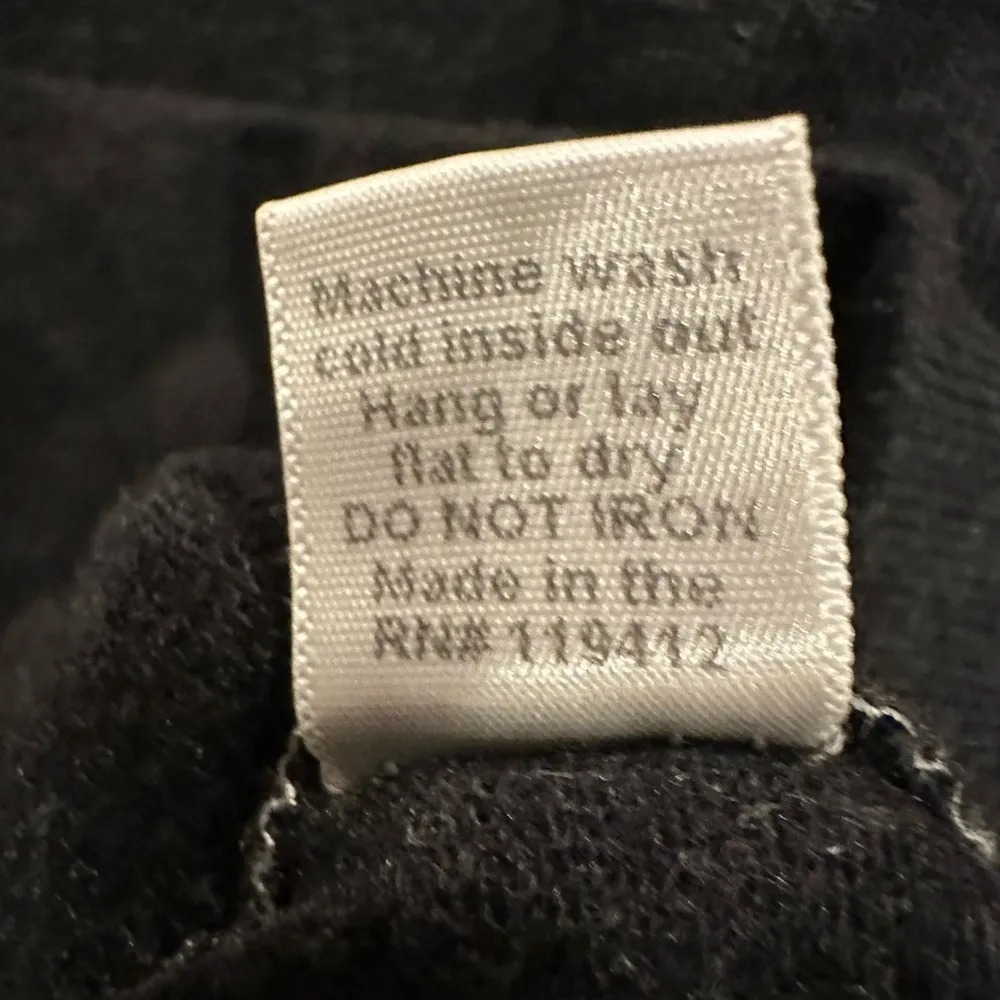 Machine wash
cold inside out
Hang or lay
flat to dry
DO NOT IRON
Made in the
RN# 119412